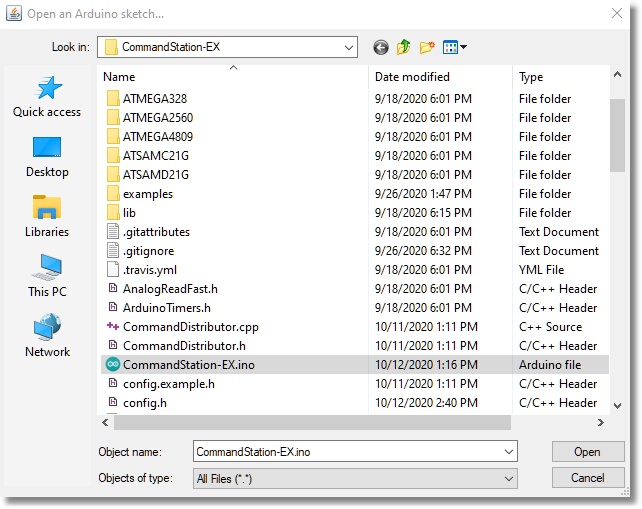 Open an Arduino sketch...
Look in: CommandStation-EX
Name Date modified Type
ATMEGA328 9/18/2020 6:01 PM File folder
ATMEGA2560 9/18/2020 6:01 PM File folder
ATMEGA4809 9/18/2020 6:01 PM File folder
ATSAMC21G 9/18/2020 6:01 PM File folder
ATSAMD21G 9/18/2020 6:01 PM File folder
examples 9/26/2020 1:47 PM File folder
lib 9/18/2020 6:15 PM File folder
.gitattributes 9/18/2020 6:01 PM Text Document
.gitignore 9/26/2020 6:32 PM Text Document
.travis.yml 9/18/2020 6:01 PM YML File
AnalogReadFast.h 9/18/2020 6:01 PM C/C++ Header
ArduinoTimers.h 9/18/2020 6:01 PM C/C++ Header
CommandDistributor.cpp 10/11/2020 1:11 PM C++ Source
CommandDistributor.h 10/11/2020 1:11 PM C/C++ Header
CommandStation-EX.ino 10/12/2020 1:16 PM Arduino file
config.example.h 10/11/2020 1:11 PM C/C++ Header
config.h 10/12/2020 2:40 PM C/C++ Header
Quick access
Desktop
Libraries
This PC
Network
Object name: CommandStation-EX.ino Open
Objects of type: All Files (*.*) Cancel